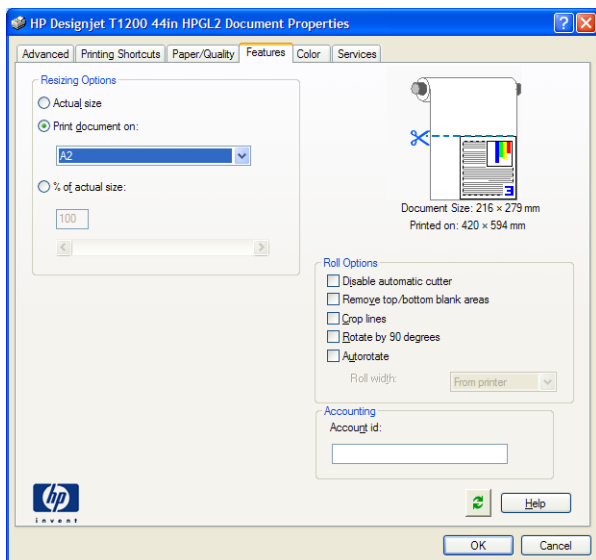 HP Designjet T1200 44in HPGL2 Document Properties
Advanced Printing Shortcuts Paper/Quality Features Color Services
Resizing Options
Actual size
Print document on:
A2
% of actual size:
100
Document Size: 216 × 279 mm
Printed on: 420 × 594 mm
Roll Options
Disable automatic cutter
Remove top/bottom blank areas
Crop lines
Rotate by 90 degrees
Autorotate
Roll width: From printer
Accounting
Account id:
hp
invent
Help
OK Cancel